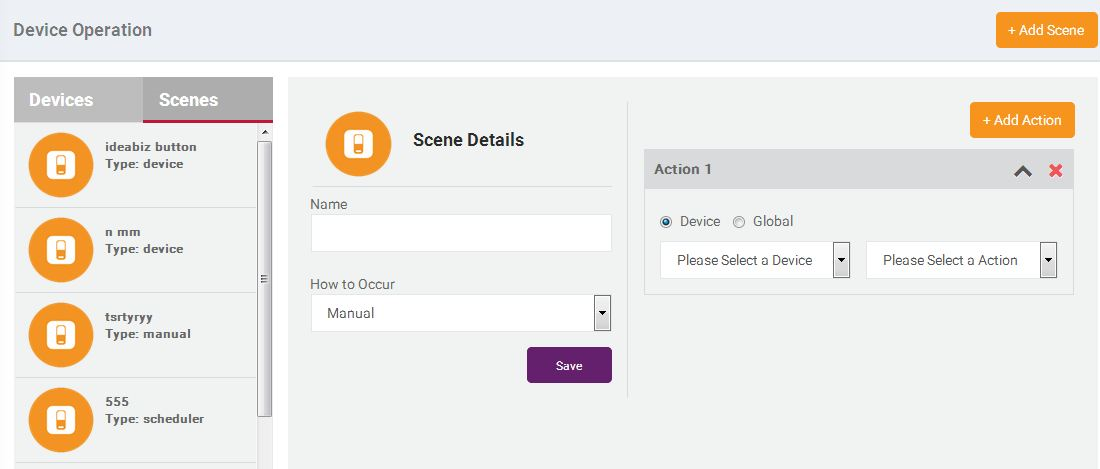 Device Operation
+ Add Scene
Devices
Scenes
ideabiz button
Type: device
n mm
Type: device
tsrtyryy
Type: manual
555
Type: scheduler
Scene Details
Name
How to Occur
Manual
Save
+ Add Action
Action 1
Device
Global
Please Select a Device
Please Select a Action